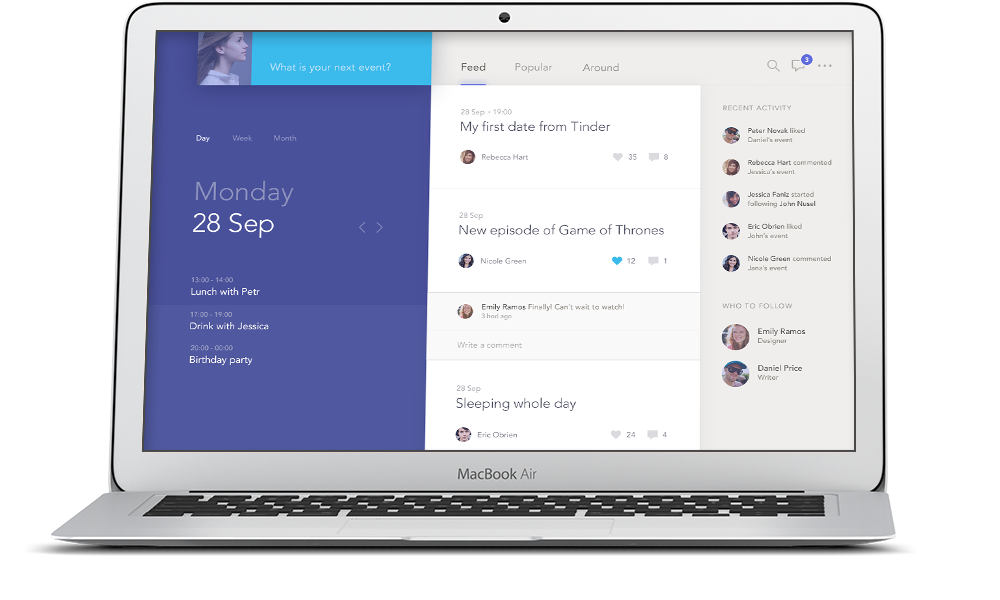 What is your next event?
Feed
Popular
Around
3
Day
Week
Month
Monday
28 Sep
13:00 - 14:00
Lunch with Petr
17:00 - 19:00
Drink with Jessica
20:00 - 00:00
Birthday party
28 Sep - 19:00
My first date from Tinder
Rebecca Hart
35
8
28 Sep
New episode of Game of Thrones
Nicole Green
12
1
Emily Ramos Finally! Can't wait to watch!
3 hod ago
Write a comment
28 Sep
Sleeping whole day
Eric Obrien
24
4
RECENT ACTIVITY
Peter Novak liked
Daniel's event
Rebecca Hart commented
Jessica's event
Jessica Faniz started
following John Nusel
Eric Obrien liked
John's event
Nicole Green commented
Jana's event
WHO TO FOLLOW
Emily Ramos
Designer
Daniel Price
Writer
MacBook Air